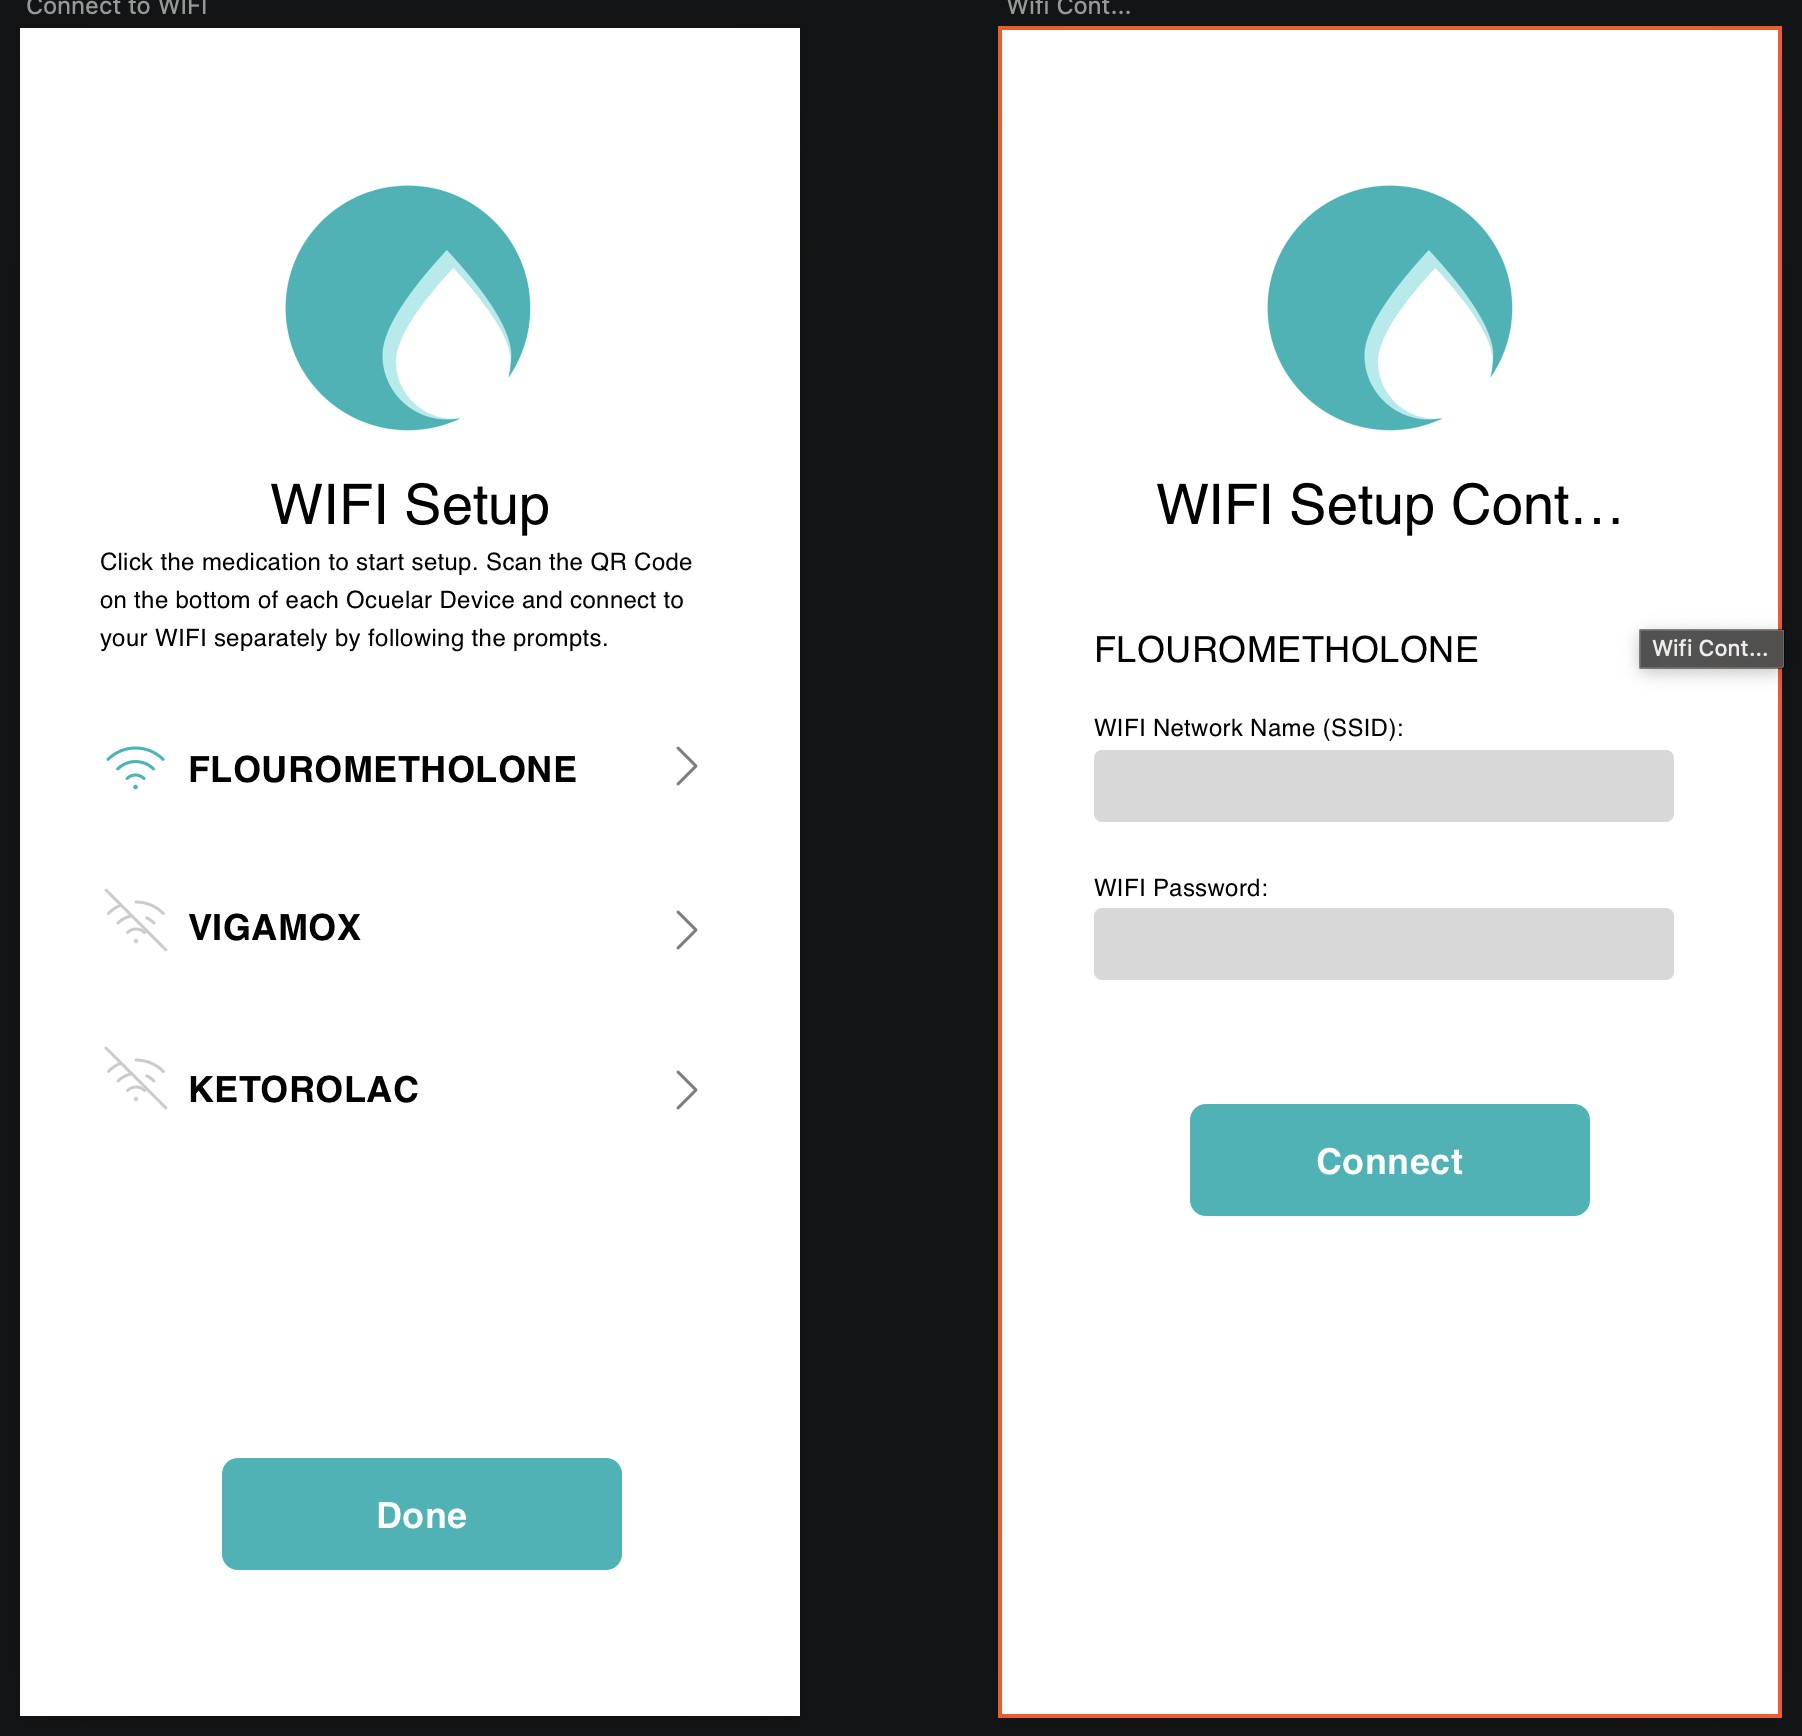 Connect to WIFI
WIFI Setup
Click the medication to start setup. Scan the QR Code
on the bottom of each Ocuelar Device and connect to
your WIFI separately by following the prompts.
FLOUROMETHOLONE
VIGAMOX
KETOROLAC
Done
Wifi Cont...
WIFI Setup Cont...
FLOUROMETHOLONE
Wifi Cont...
WIFI Network Name (SSID):
WIFI Password:
Connect